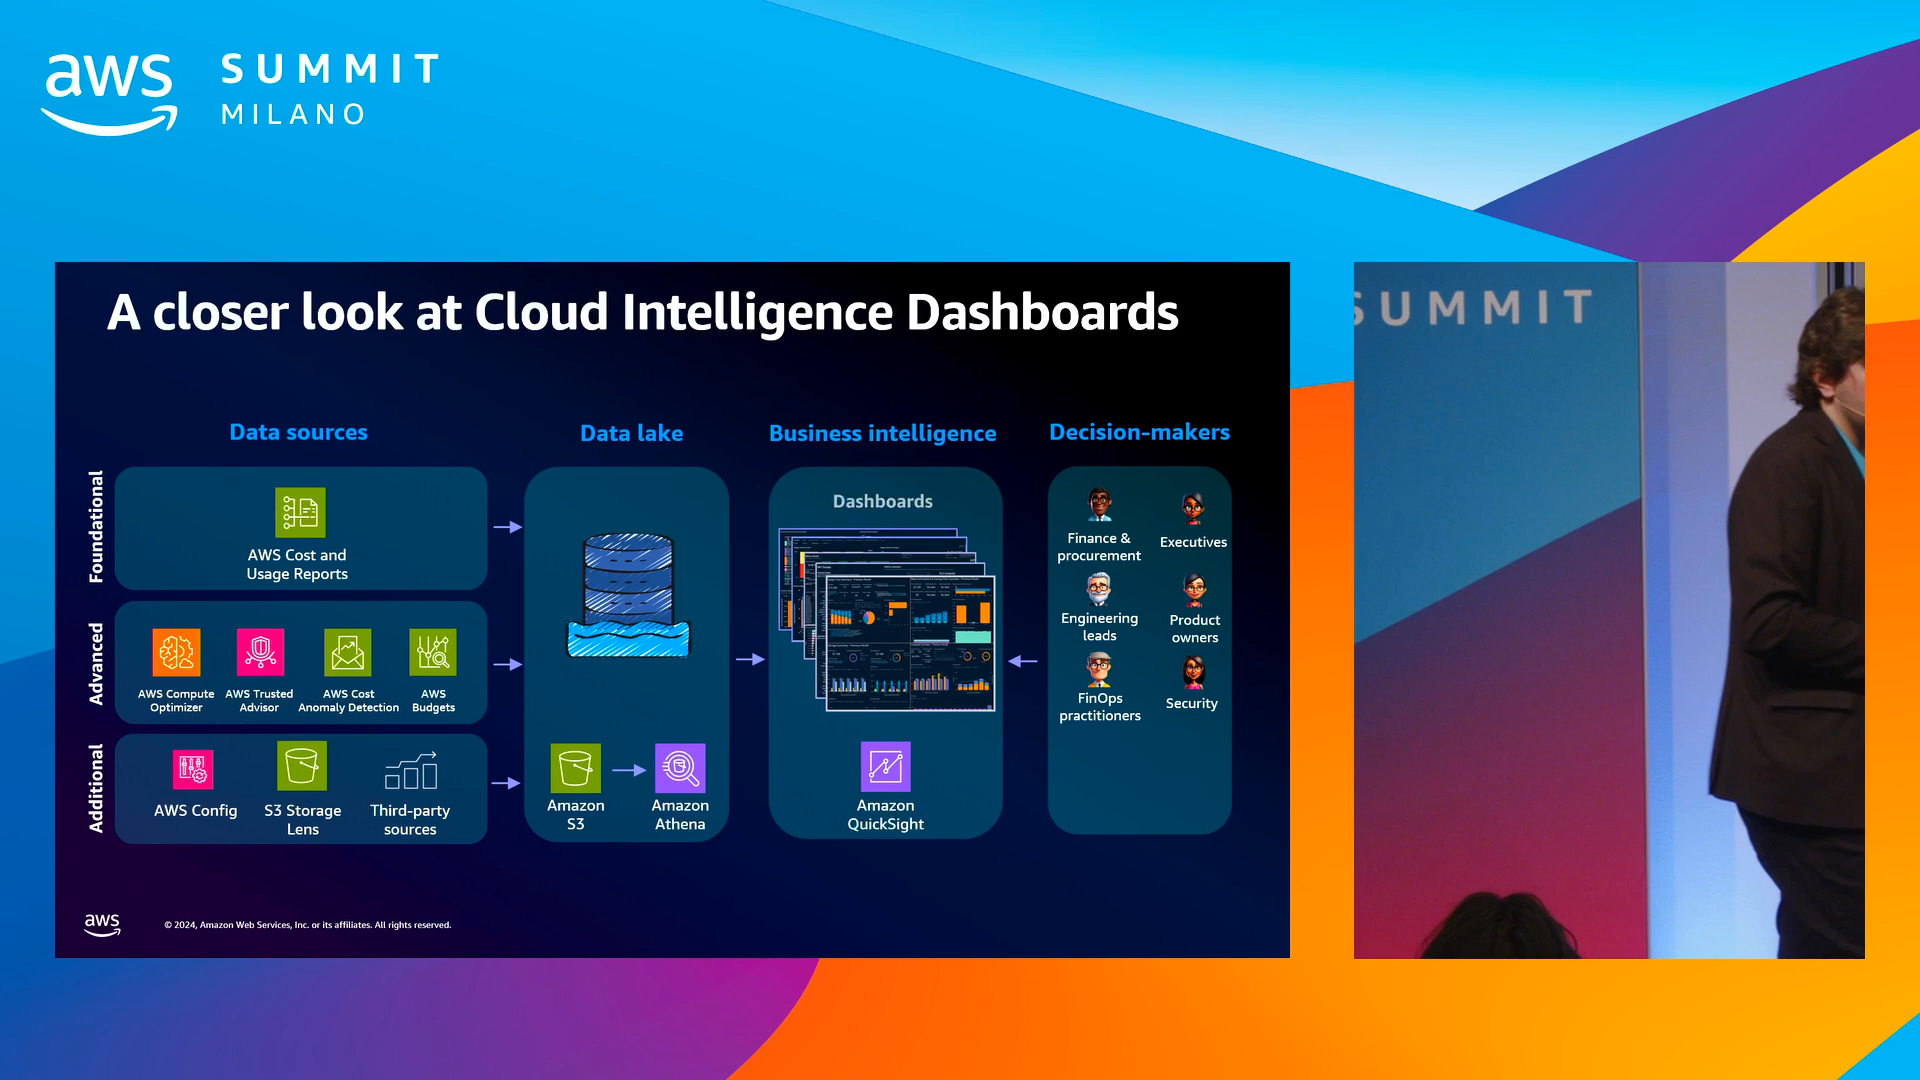 aws SUMMIT
MILANO
A closer look at Cloud Intelligence Dashboards
Data sources
Data lake
Business intelligence
Decision-makers
Foundational
AWS Cost and
Usage Reports
Advanced
AWS Compute
Optimizer
AWS Trusted
Advisor
AWS Cost
Anomaly Detection
AWS
Budgets
Additional
AWS Config
S3 Storage
Lens
Third-party
sources
Amazon
S3
Amazon
Athena
Dashboards
Amazon
QuickSight
Finance &
procurement
Executives
Engineering
leads
Product
owners
FinOps
practitioners
Security
aws
© 2024, Amazon Web Services, Inc. or its affiliates. All rights reserved.
SUMMIT